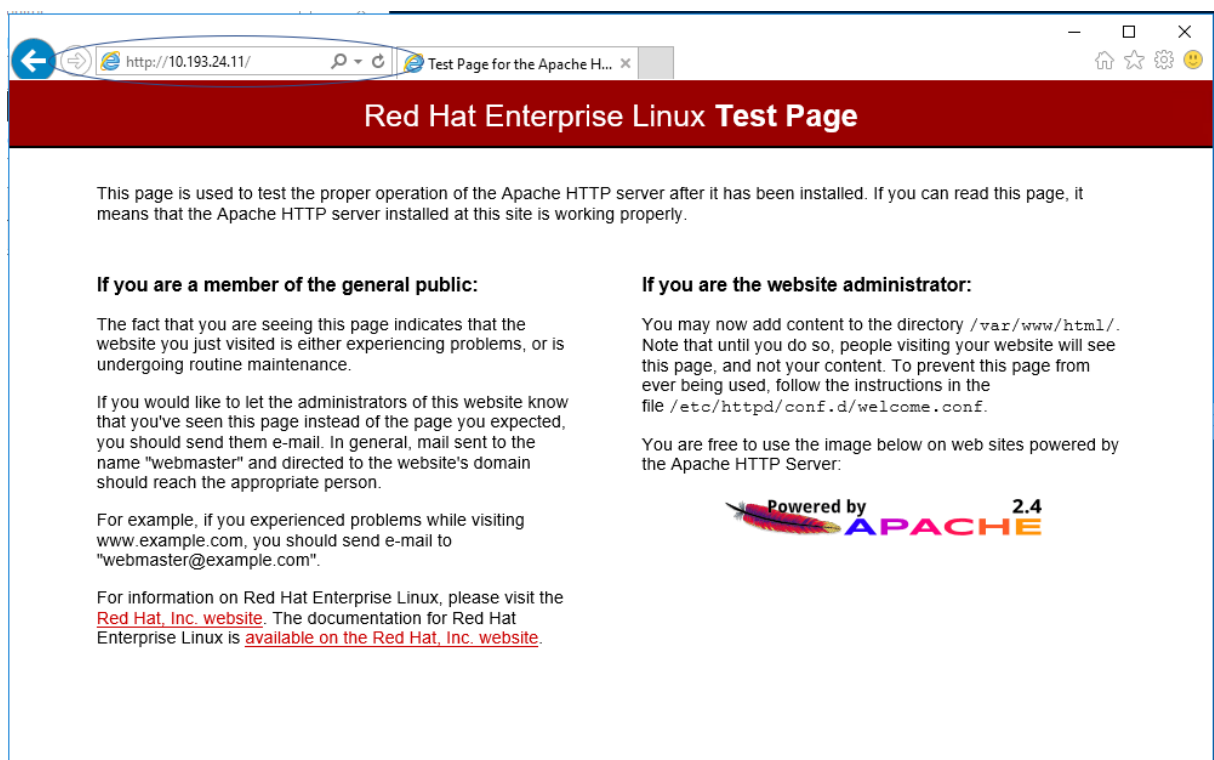 http://10.193.24.11/
Test Page for the Apache H...
Red Hat Enterprise Linux Test Page
This page is used to test the proper operation of the Apache HTTP server after it has been installed. If you can read this page, it
means that the Apache HTTP server installed at this site is working properly.
If you are a member of the general public:
The fact that you are seeing this page indicates that the
website you just visited is either experiencing problems, or is
undergoing routine maintenance.
If you would like to let the administrators of this website know
that you've seen this page instead of the page you expected,
you should send them e-mail. In general, mail sent to the
name "webmaster" and directed to the website's domain
should reach the appropriate person.
For example, if you experienced problems while visiting
www.example.com, you should send e-mail to
"webmaster@example.com".
For information on Red Hat Enterprise Linux, please visit the
Red Hat, Inc. website. The documentation for Red Hat
Enterprise Linux is available on the Red Hat, Inc. website.
If you are the website administrator:
You may now add content to the directory /var/www/html/.
Note that until you do so, people visiting your website will see
this page, and not your content. To prevent this page from
ever being used, follow the instructions in the
file /etc/httpd/conf.d/welcome.conf.
You are free to use the image below on web sites powered by
the Apache HTTP Server:
Powered by 2.4
APACHE